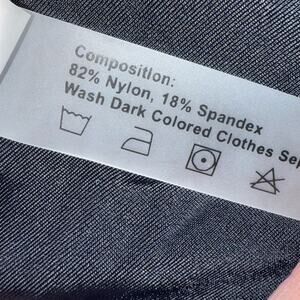 Composition:
82% Nylon, 18% Spandex
Wash Dark Colored Clothes Sep